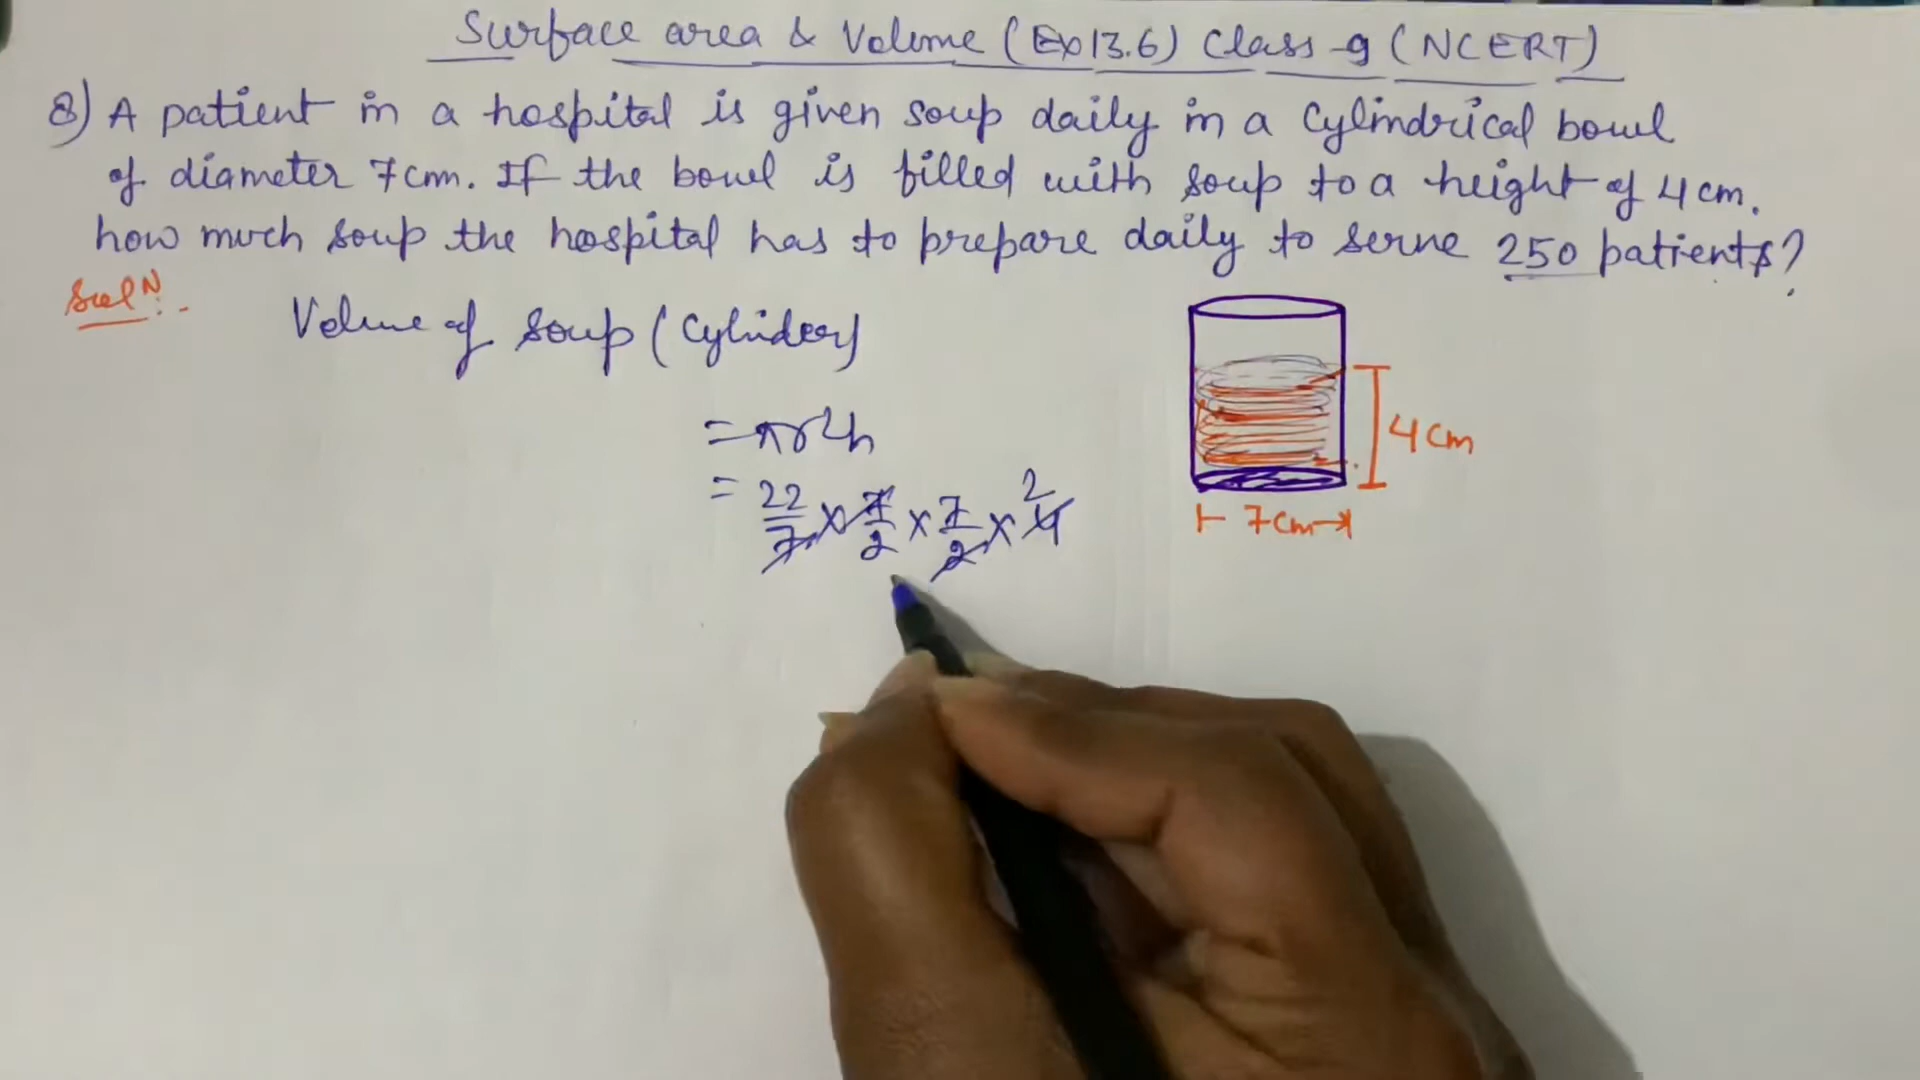 Surface area & Volume (Ex13.6) Class-9 (NCERT)
8) A patient in a hospital is given soup daily in a Cylindrical bowl
of diameter 7cm. If the bowl is filled with soup to a height of 4cm.
how much soup the hospital has to prepare daily to serve 250 patients?
Sol N:-
Volume of Soup (Cylinder)
= πr2h
= 22/7 × 7/2 × 7/2 × 4 2
4cm
7cm